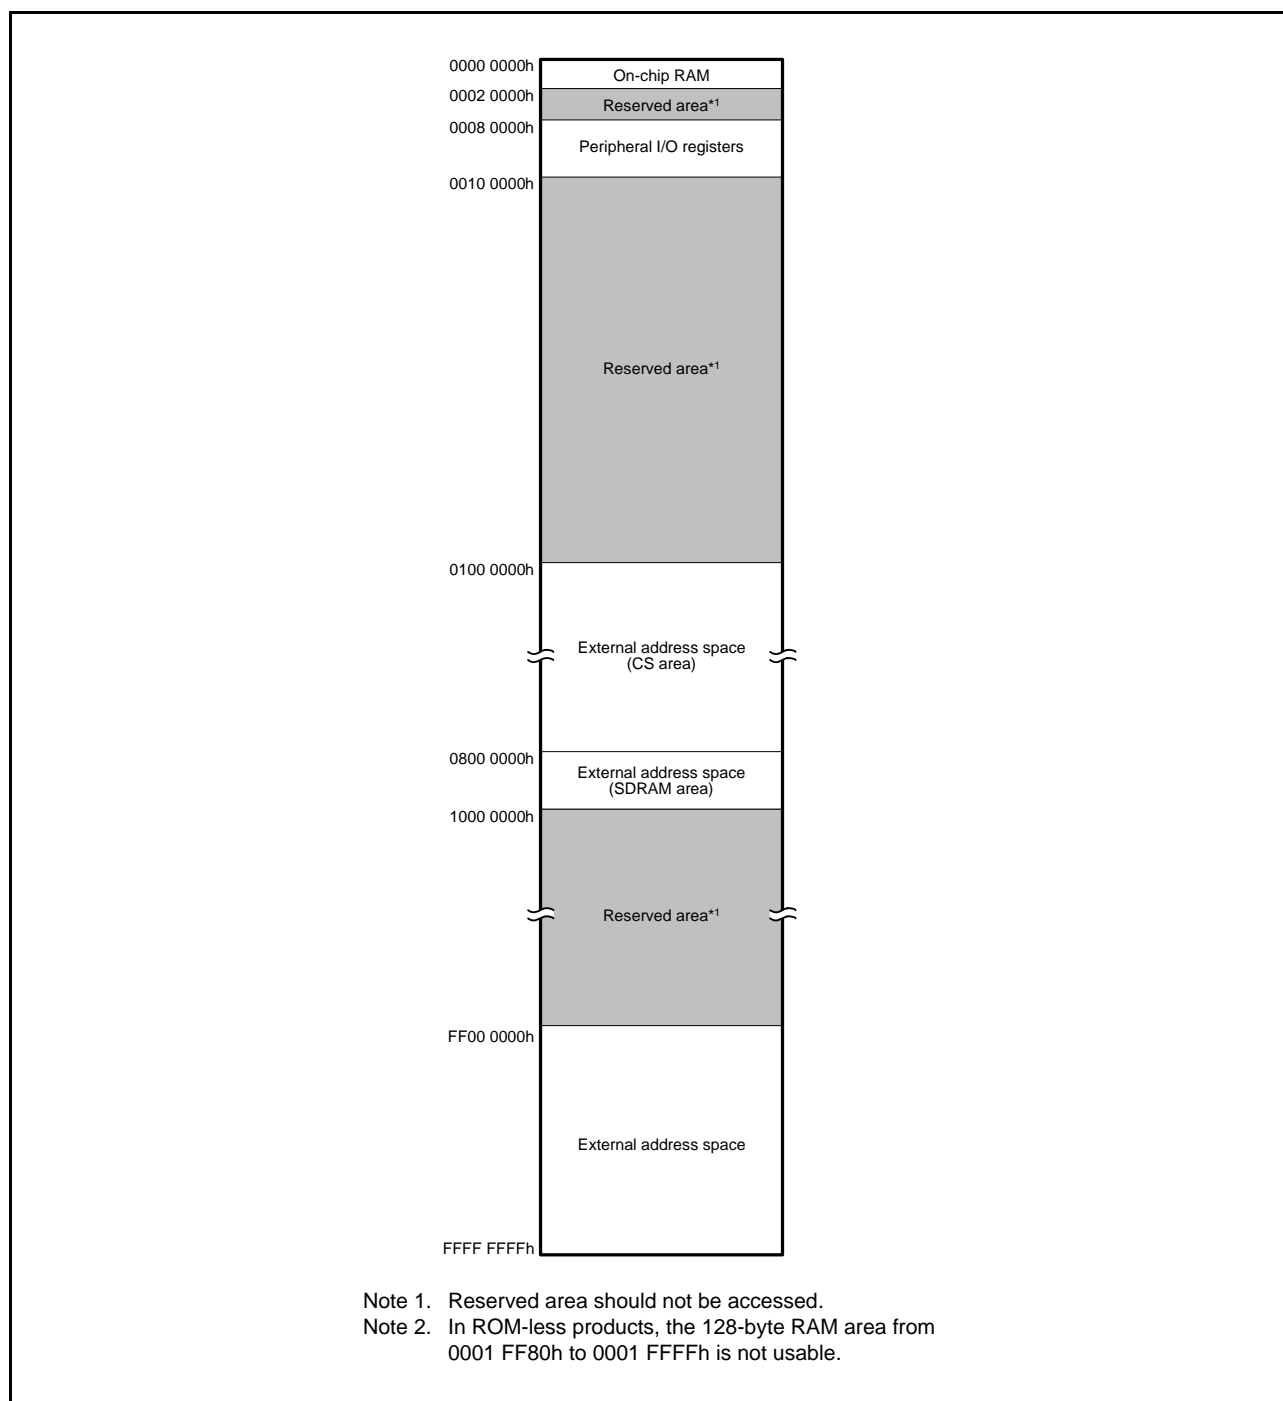 0000 0000h
On-chip RAM
0002 0000h
Reserved area*1
0008 0000h
Peripheral I/O registers
0010 0000h
Reserved area*1
0100 0000h
External address space
(CS area)
0800 0000h
External address space
(SDRAM area)
1000 0000h
Reserved area*1
FF00 0000h
External address space
FFFF FFFFh
Note 1. Reserved area should not be accessed.
Note 2. In ROM-less products, the 128-byte RAM area from
0001 FF80h to 0001 FFFFh is not usable.